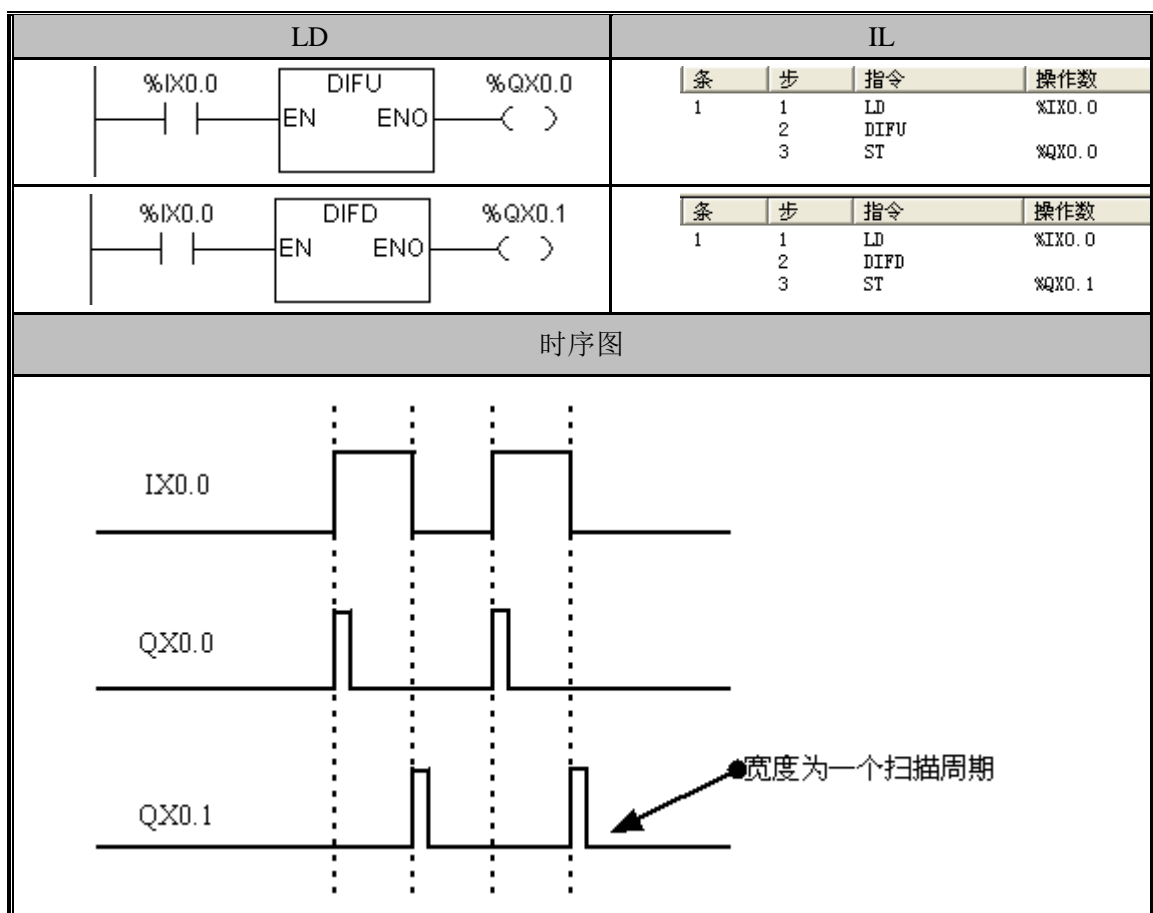 LD IL
%IX0.0 DIFU %QX0.0
EN ENO
( )
条 步 指令 操作数
1 1 LD %IX0.0
2 DIFU
3 ST %QX0.0
%IX0.0 DIFD %QX0.1
EN ENO
( )
条 步 指令 操作数
1 1 LD %IX0.0
2 DIFD
3 ST %QX0.1
时序图
IX0.0
QX0.0
宽度为一个扫描周期
QX0.1